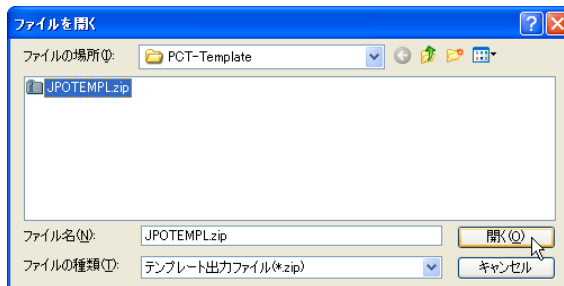 ファイルを開く
ファイルの場所(I):
PCT-Template
JPOTEMPL.zip
ファイル名(N):
JPOTEMPL.zip
開く(O)
ファイルの種類(T):
テンプレート出力ファイル(*.zip)
キャンセル